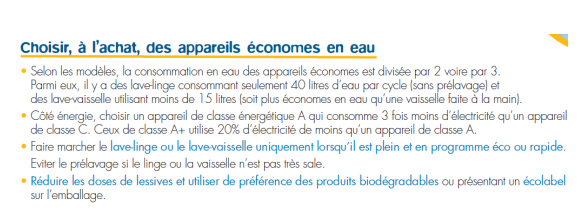 Choisir, à l'achat, des appareils économes en eau
• Selon les modèles, la consommation en eau des appareils économes est divisée par 2 voire par 3.
Parmi eux, il y a des lave-linge consommant seulement 40 litres d'eau par cycle (sans prélavage) et
des lave-vaisselle utilisant moins de 15 litres (soit plus économes en eau qu'une vaisselle faite à la main).
• Côté énergie, choisir un appareil de classe énergétique A qui consomme 3 fois moins d'électricité qu'un appareil
de classe C. Ceux de classe A+ utilise 20% d'électricité de moins qu'un appareil de classe A.
• Faire marcher le lave-linge ou le lave-vaisselle uniquement lorsqu'il est plein et en programme éco ou rapide.
Eviter le prélavage si le linge ou la vaisselle n'est pas très sale.
• Réduire les doses de lessives et utiliser de préférence des produits biodégradables ou présentant un écolabel
sur l'emballage.